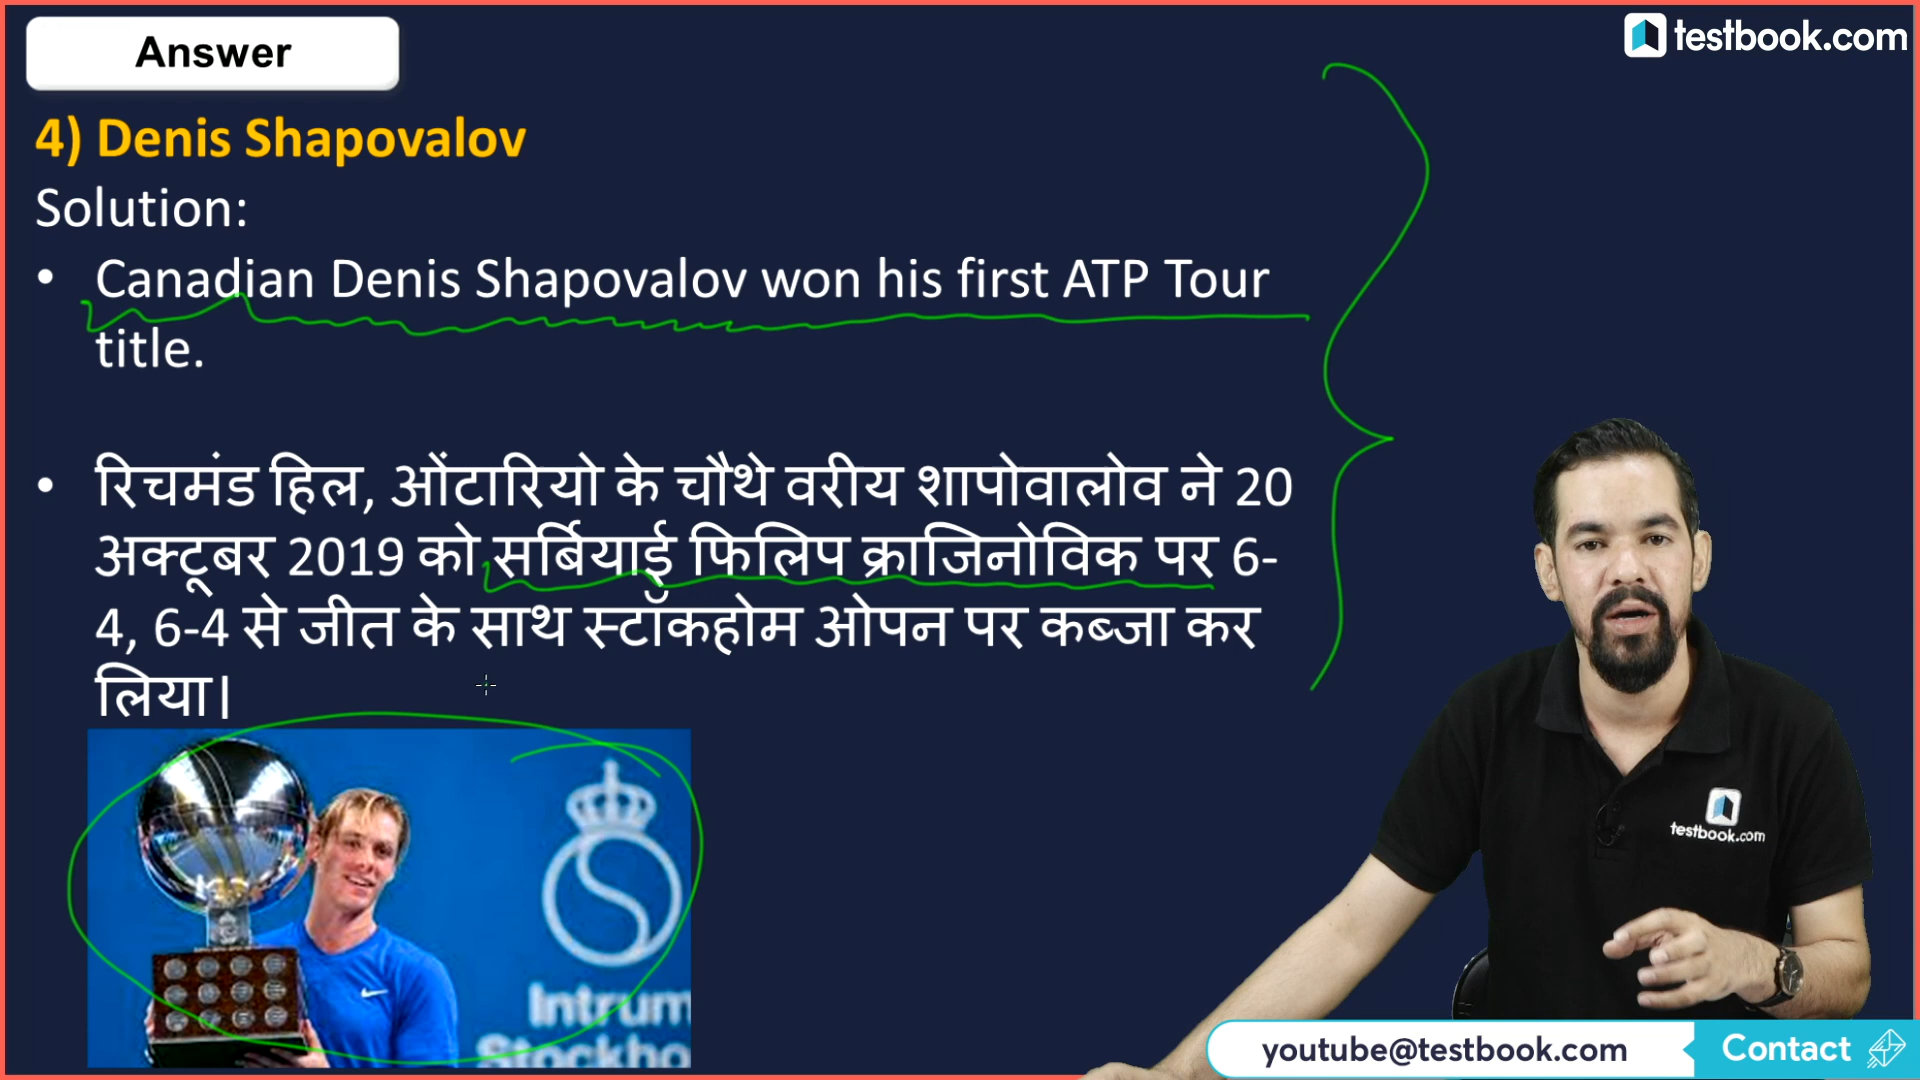 Answer
testbook.com
4) Denis Shapovalov
Solution:
• Canadian Denis Shapovalov won his first ATP Tour
title.
• रिचमंड हिल, ओंटारियो के चौथे वरीय शापोवालोव ने 20
अक्टूबर 2019 को सर्बियाई फिलिप क्राजिनोविक पर 6-
4, 6-4 से जीत के साथ स्टॉकहोम ओपन पर कब्जा कर
लिया।
Intrum
Stockho
testbook.com
youtube@testbook.com
Contact